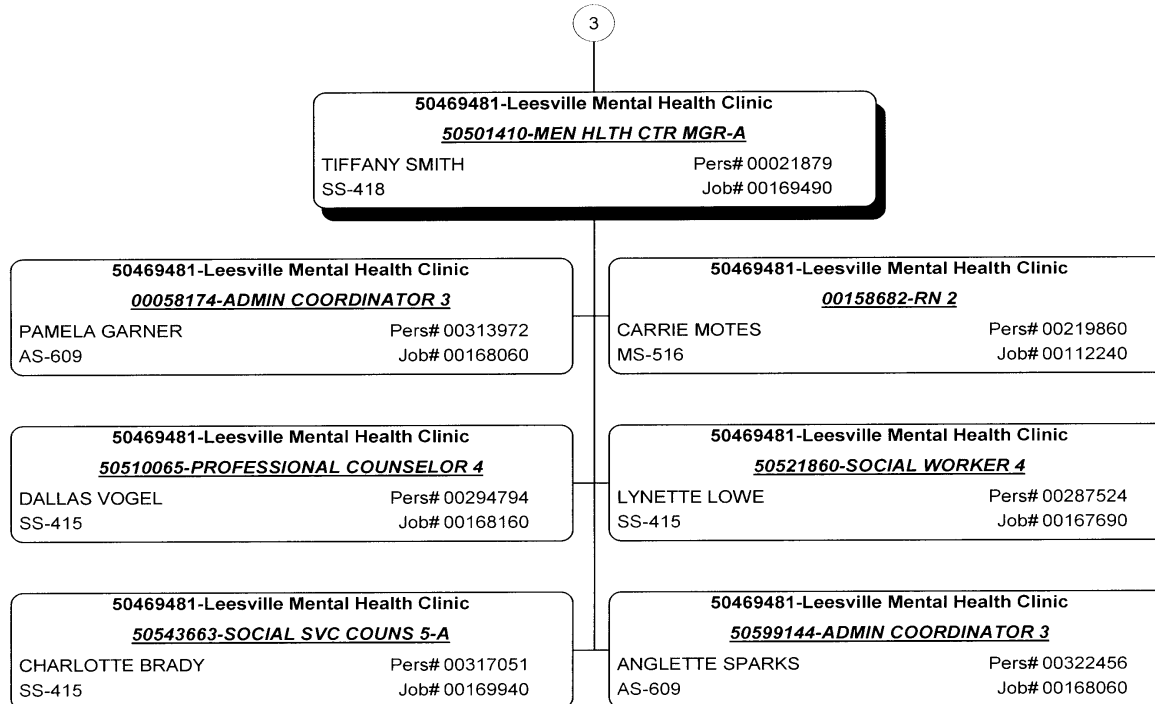 3
50469481-Leesville Mental Health Clinic
50501410-MEN HLTH CTR MGR-A
TIFFANY SMITH Pers# 00021879
SS-418 Job# 00169490
50469481-Leesville Mental Health Clinic
00058174-ADMIN COORDINATOR 3
PAMELA GARNER Pers# 00313972
AS-609 Job# 00168060
50469481-Leesville Mental Health Clinic
00158682-RN 2
CARRIE MOTES Pers# 00219860
MS-516 Job# 00112240
50469481-Leesville Mental Health Clinic
50510065-PROFESSIONAL COUNSELOR 4
DALLAS VOGEL Pers# 00294794
SS-415 Job# 00168160
50469481-Leesville Mental Health Clinic
50521860-SOCIAL WORKER 4
LYNETTE LOWE Pers# 00287524
SS-415 Job# 00167690
50469481-Leesville Mental Health Clinic
50543663-SOCIAL SVC COUNS 5-A
CHARLOTTE BRADY Pers# 00317051
SS-415 Job# 00169940
50469481-Leesville Mental Health Clinic
50599144-ADMIN COORDINATOR 3
ANGLETTE SPARKS Pers# 00322456
AS-609 Job# 00168060